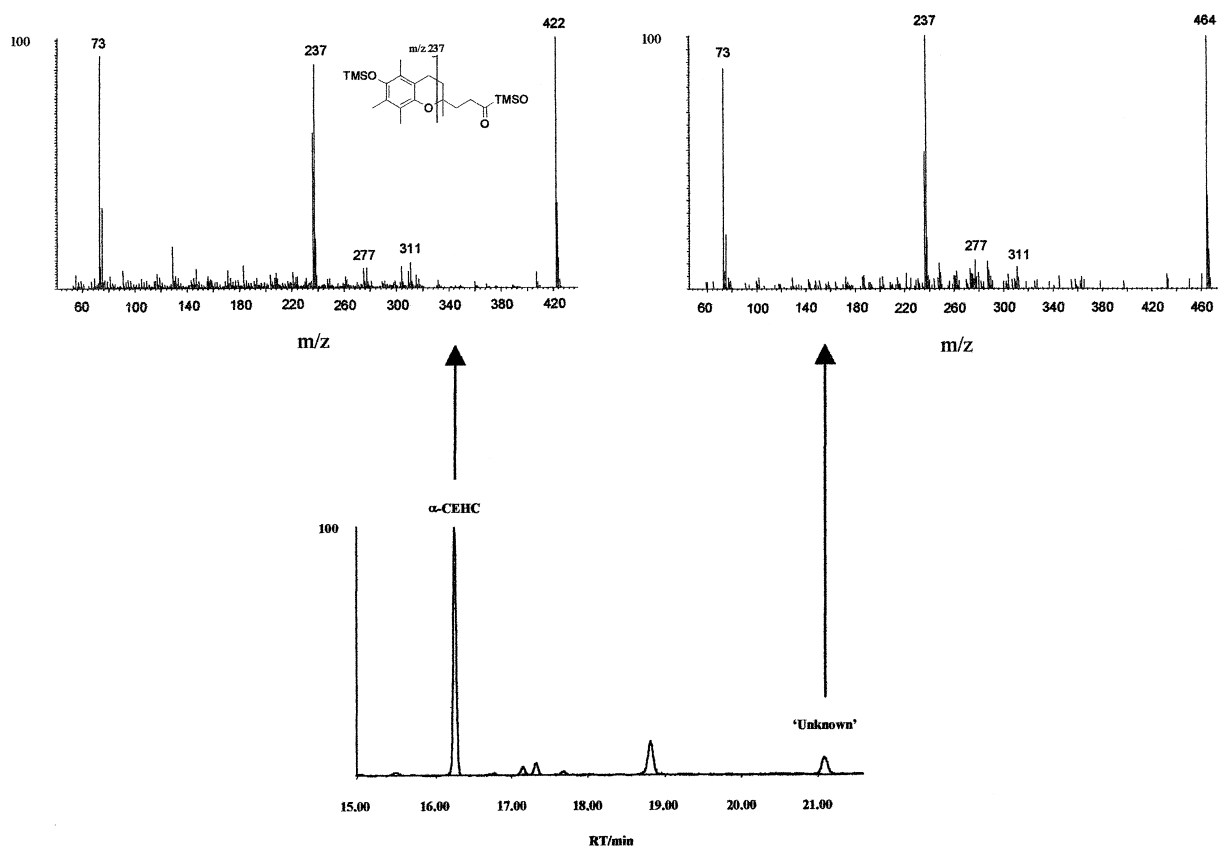 100
73
237
422
m/z 237
TMSO
O
TMSO
O
277
311
60 100 140 180 220 260 300 340 380 420
m/z
100
73
237
464
277
311
60 100 140 180 220 260 300 340 380 420 460
m/z
α-CEHC
100
'Unknown'
15.00 16.00 17.00 18.00 19.00 20.00 21.00
RT/min